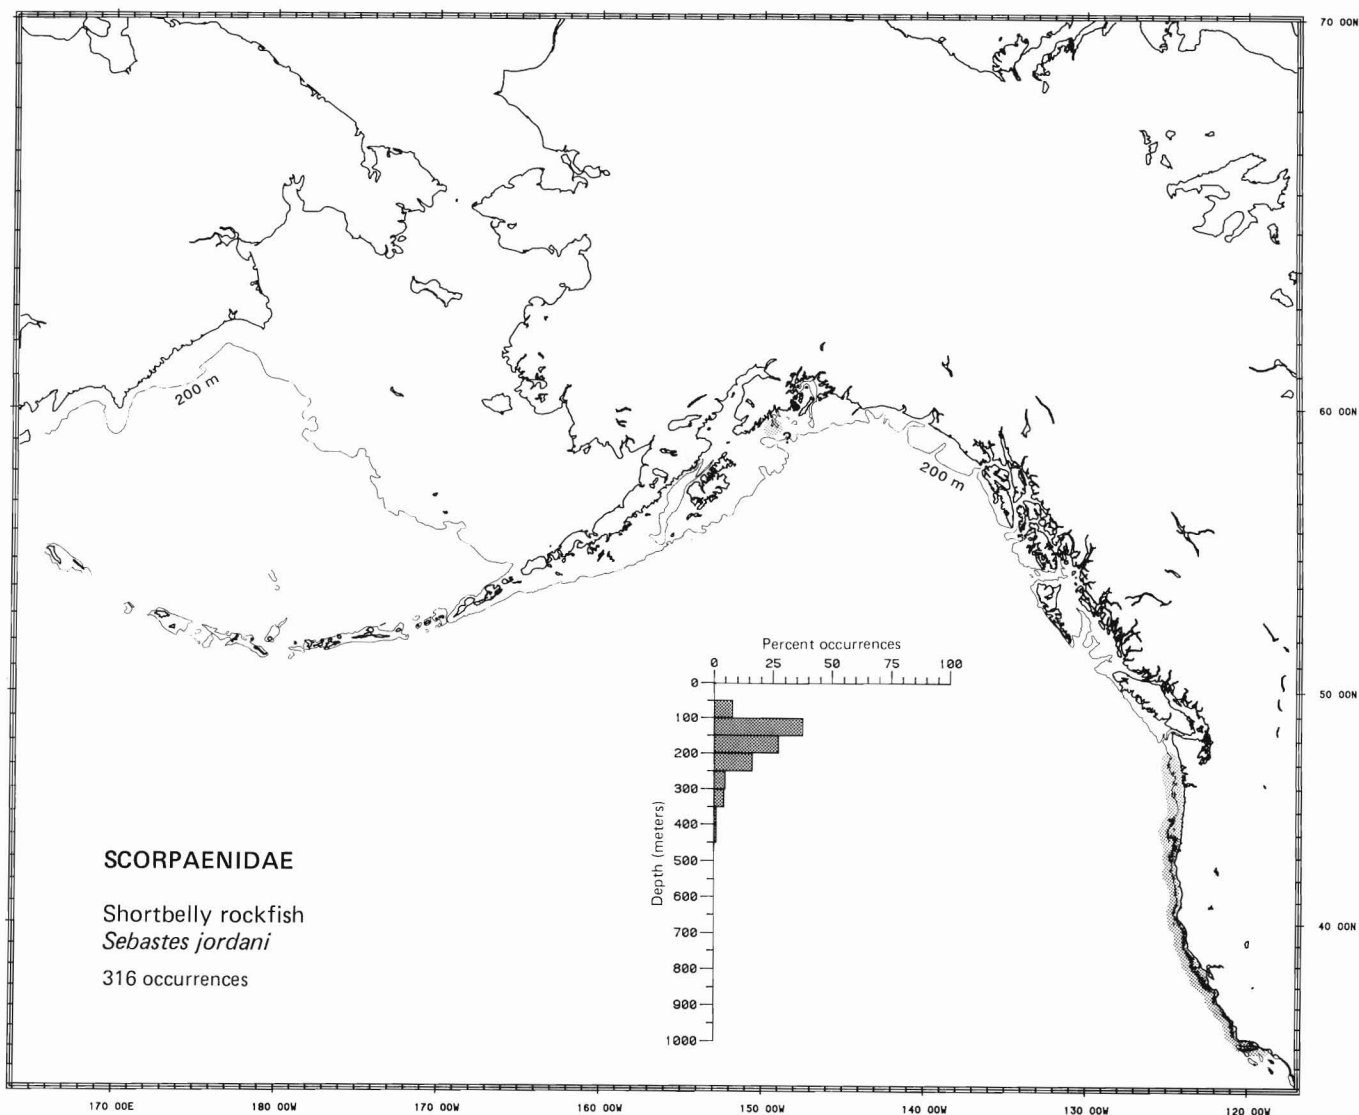 70 00N
200 m
60 00N
?
200 m
Percent occurrences
0 25 50 75 100
0
50 00N
100
200
300
400
Depth (meters)
500
600
700
800
900
1000
SCORPAENIDAE
Shortbelly rockfish
Sebastes jordani
316 occurrences
40 00N
170 00E 180 00W 170 00W 160 00W 150 00W 140 00W 130 00W 120 00W